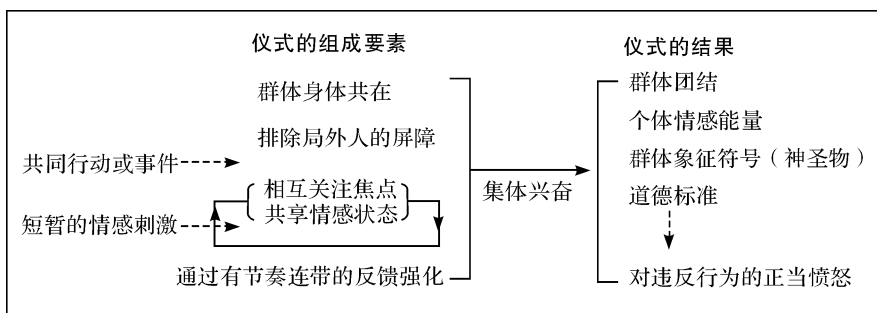 仪式的组成要素
群体身体共在
排除局外人的屏障
共同行动或事件
相互关注焦点
共享情感状态
短暂的情感刺激
通过有节奏连带的反馈强化
集体兴奋
仪式的结果
群体团结
个体情感能量
群体象征符号(神圣物)
道德标准
对违反行为的正当愤怒